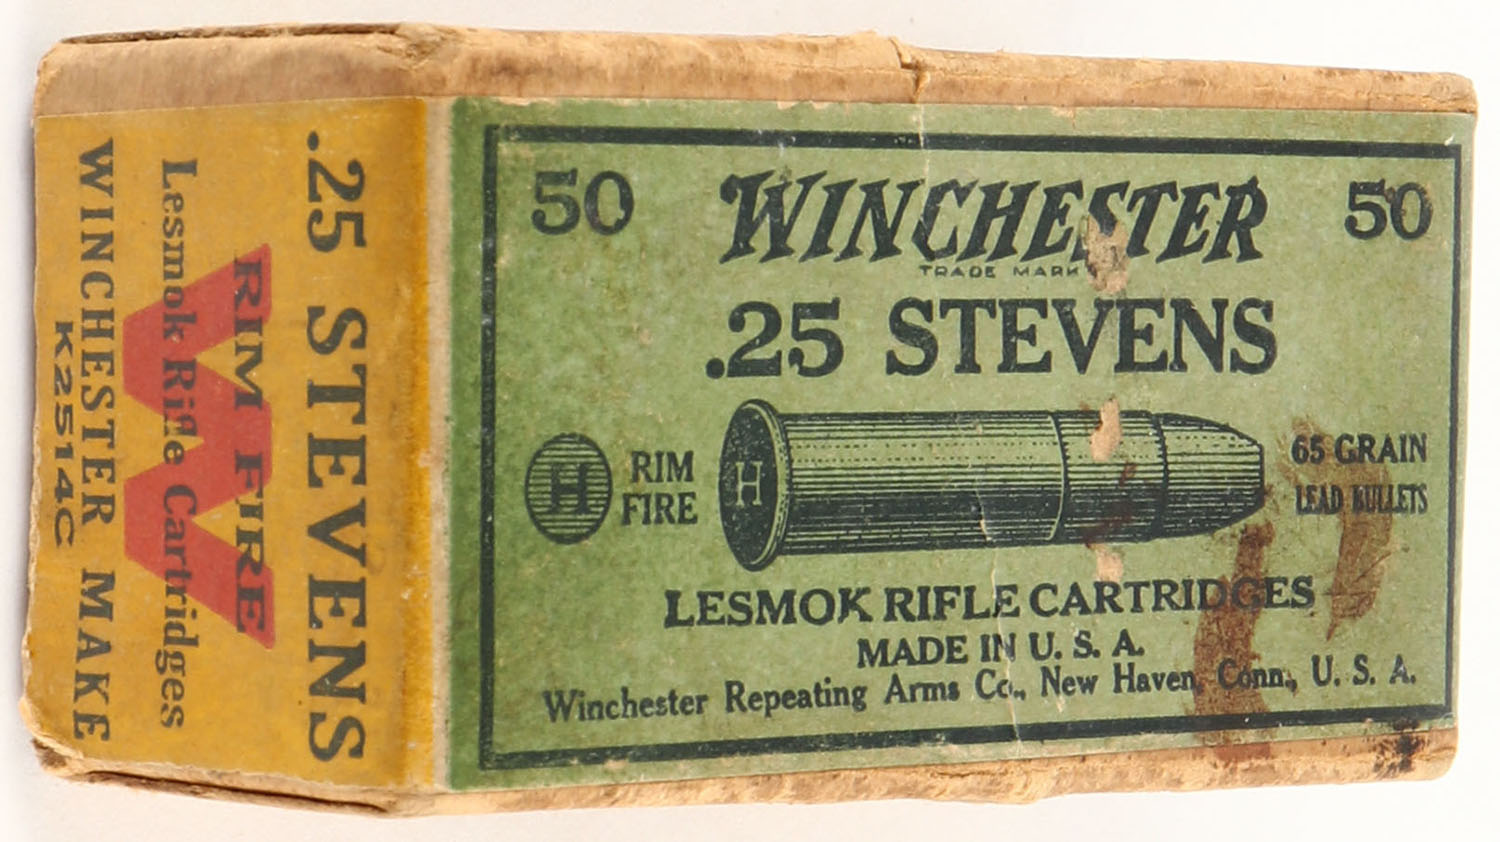 50 WINCHESTER 50
TRADE MARK
.25 STEVENS
H RIM FIRE
H
65 GRAIN
LEAD BULLETS
LESMOK RIFLE CARTRIDGES
MADE IN U. S. A.
Winchester Repeating Arms Co., New Haven, Conn., U. S. A.
.25 STEVENS
W
RIM FIRE
Lesmok Rifle Cartridges
WINCHESTER MAKE
K2514C